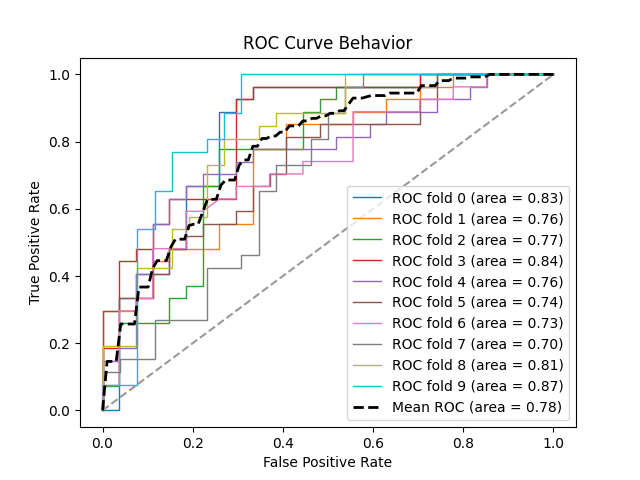 ROC Curve Behavior
True Positive Rate
1.0
0.8
0.6
0.4
0.2
0.0
ROC fold 0 (area = 0.83)
ROC fold 1 (area = 0.76)
ROC fold 2 (area = 0.77)
ROC fold 3 (area = 0.84)
ROC fold 4 (area = 0.76)
ROC fold 5 (area = 0.74)
ROC fold 6 (area = 0.73)
ROC fold 7 (area = 0.70)
ROC fold 8 (area = 0.81)
ROC fold 9 (area = 0.87)
Mean ROC (area = 0.78)
0.0 0.2 0.4 0.6 0.8 1.0
False Positive Rate